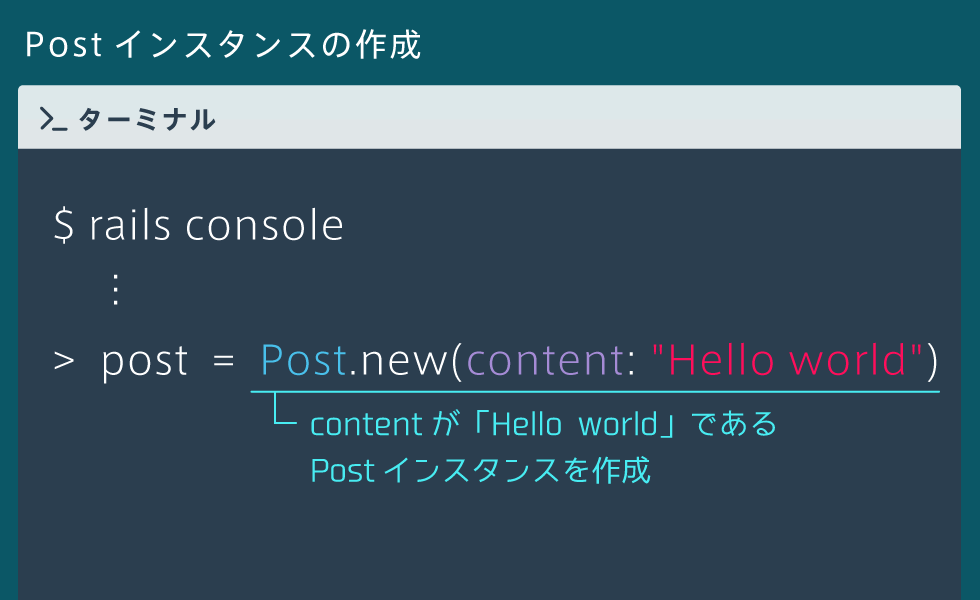 Post インスタンスの作成
>_ ターミナル
$ rails console
⋮
> post = Post.new(content: "Hello world")
content が「Hello world」である
Post インスタンスを作成